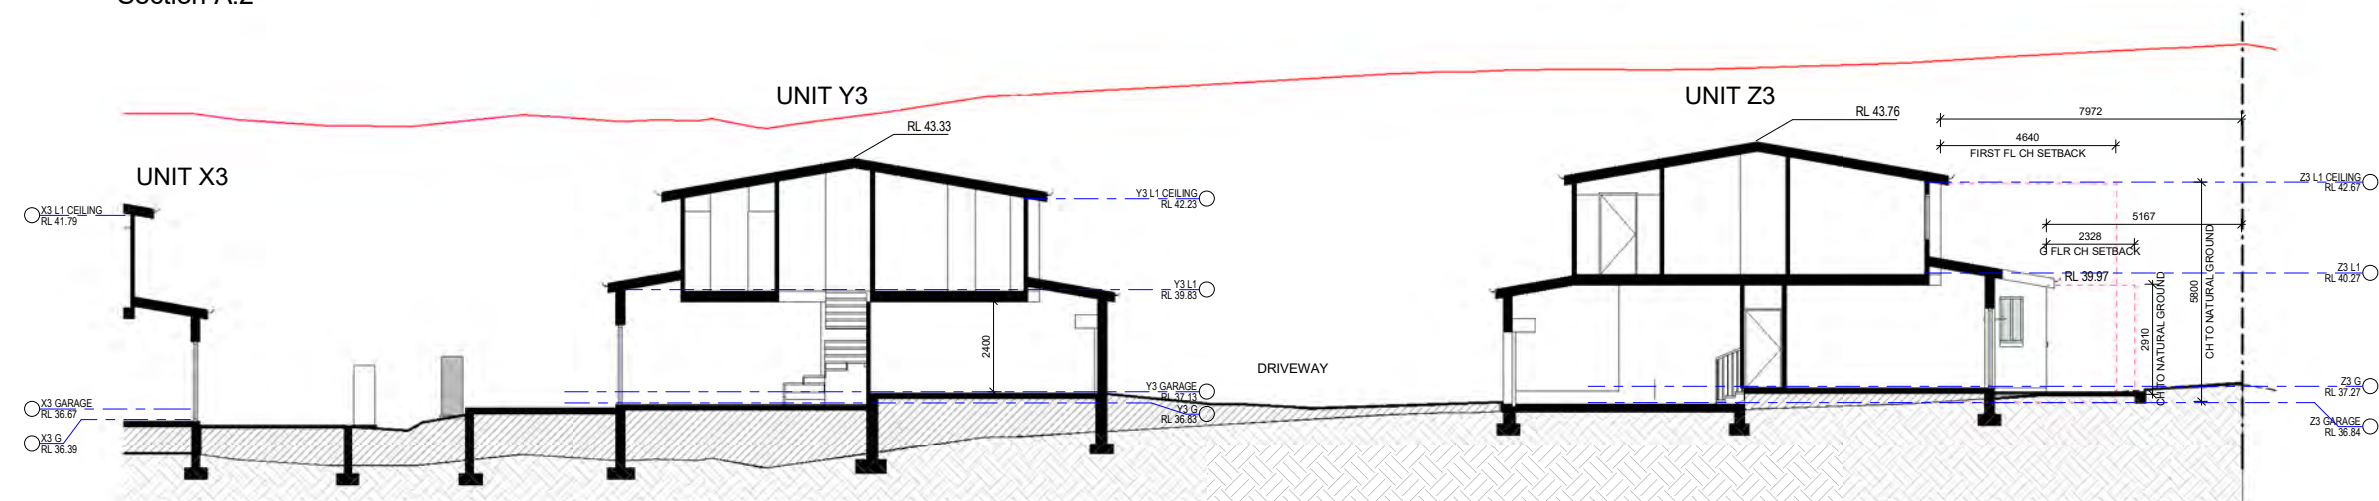 Section A.2
UNIT X3
UNIT Y3
UNIT Z3
RL 43.33
RL 43.76
7972
4640
FIRST FL CH SETBACK
X3 L1 CEILING
RL 41.79
Y3 L1 CEILING
RL 42.23
Z3 L1 CEILING
RL 42.67
5167
2328
G FLR CH SETBACK
RL 39.97
Y3 L1
RL 39.83
Z3 L1
RL 40.27
5800
CH TO NATURAL GROUND
2910
CH TO NATURAL GROUND
2400
DRIVEWAY
X3 GARAGE
RL 36.67
X3 G
RL 36.39
Y3 GARAGE
RL 37.13
Y3 G
RL 36.83
Z3 G
RL 37.27
Z3 GARAGE
RL 36.84